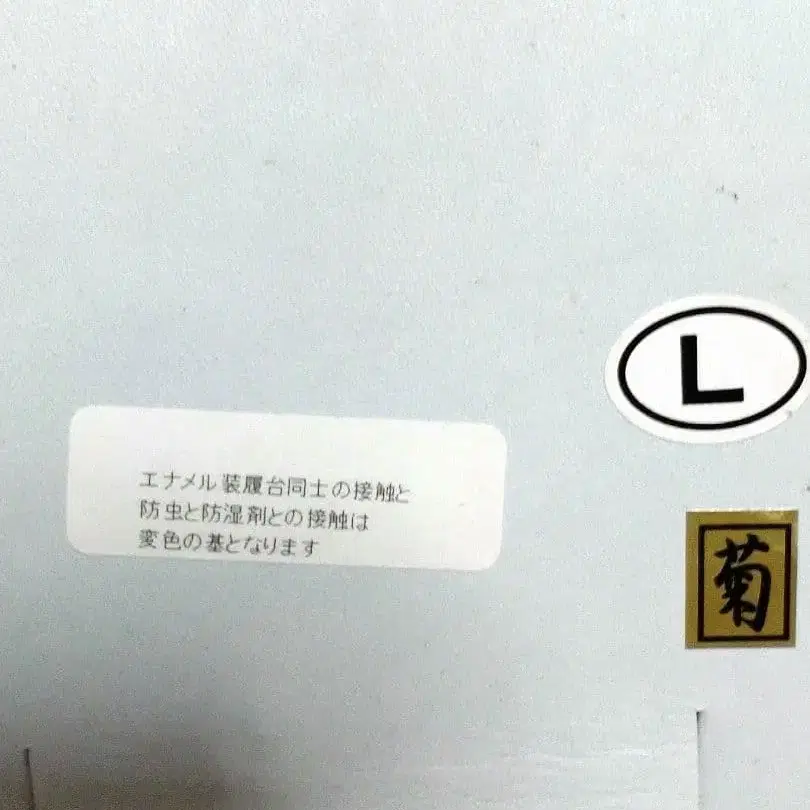 L
エナメル装履台同士の接触と
防虫と防湿剤との接触は
変色の基となります
菊